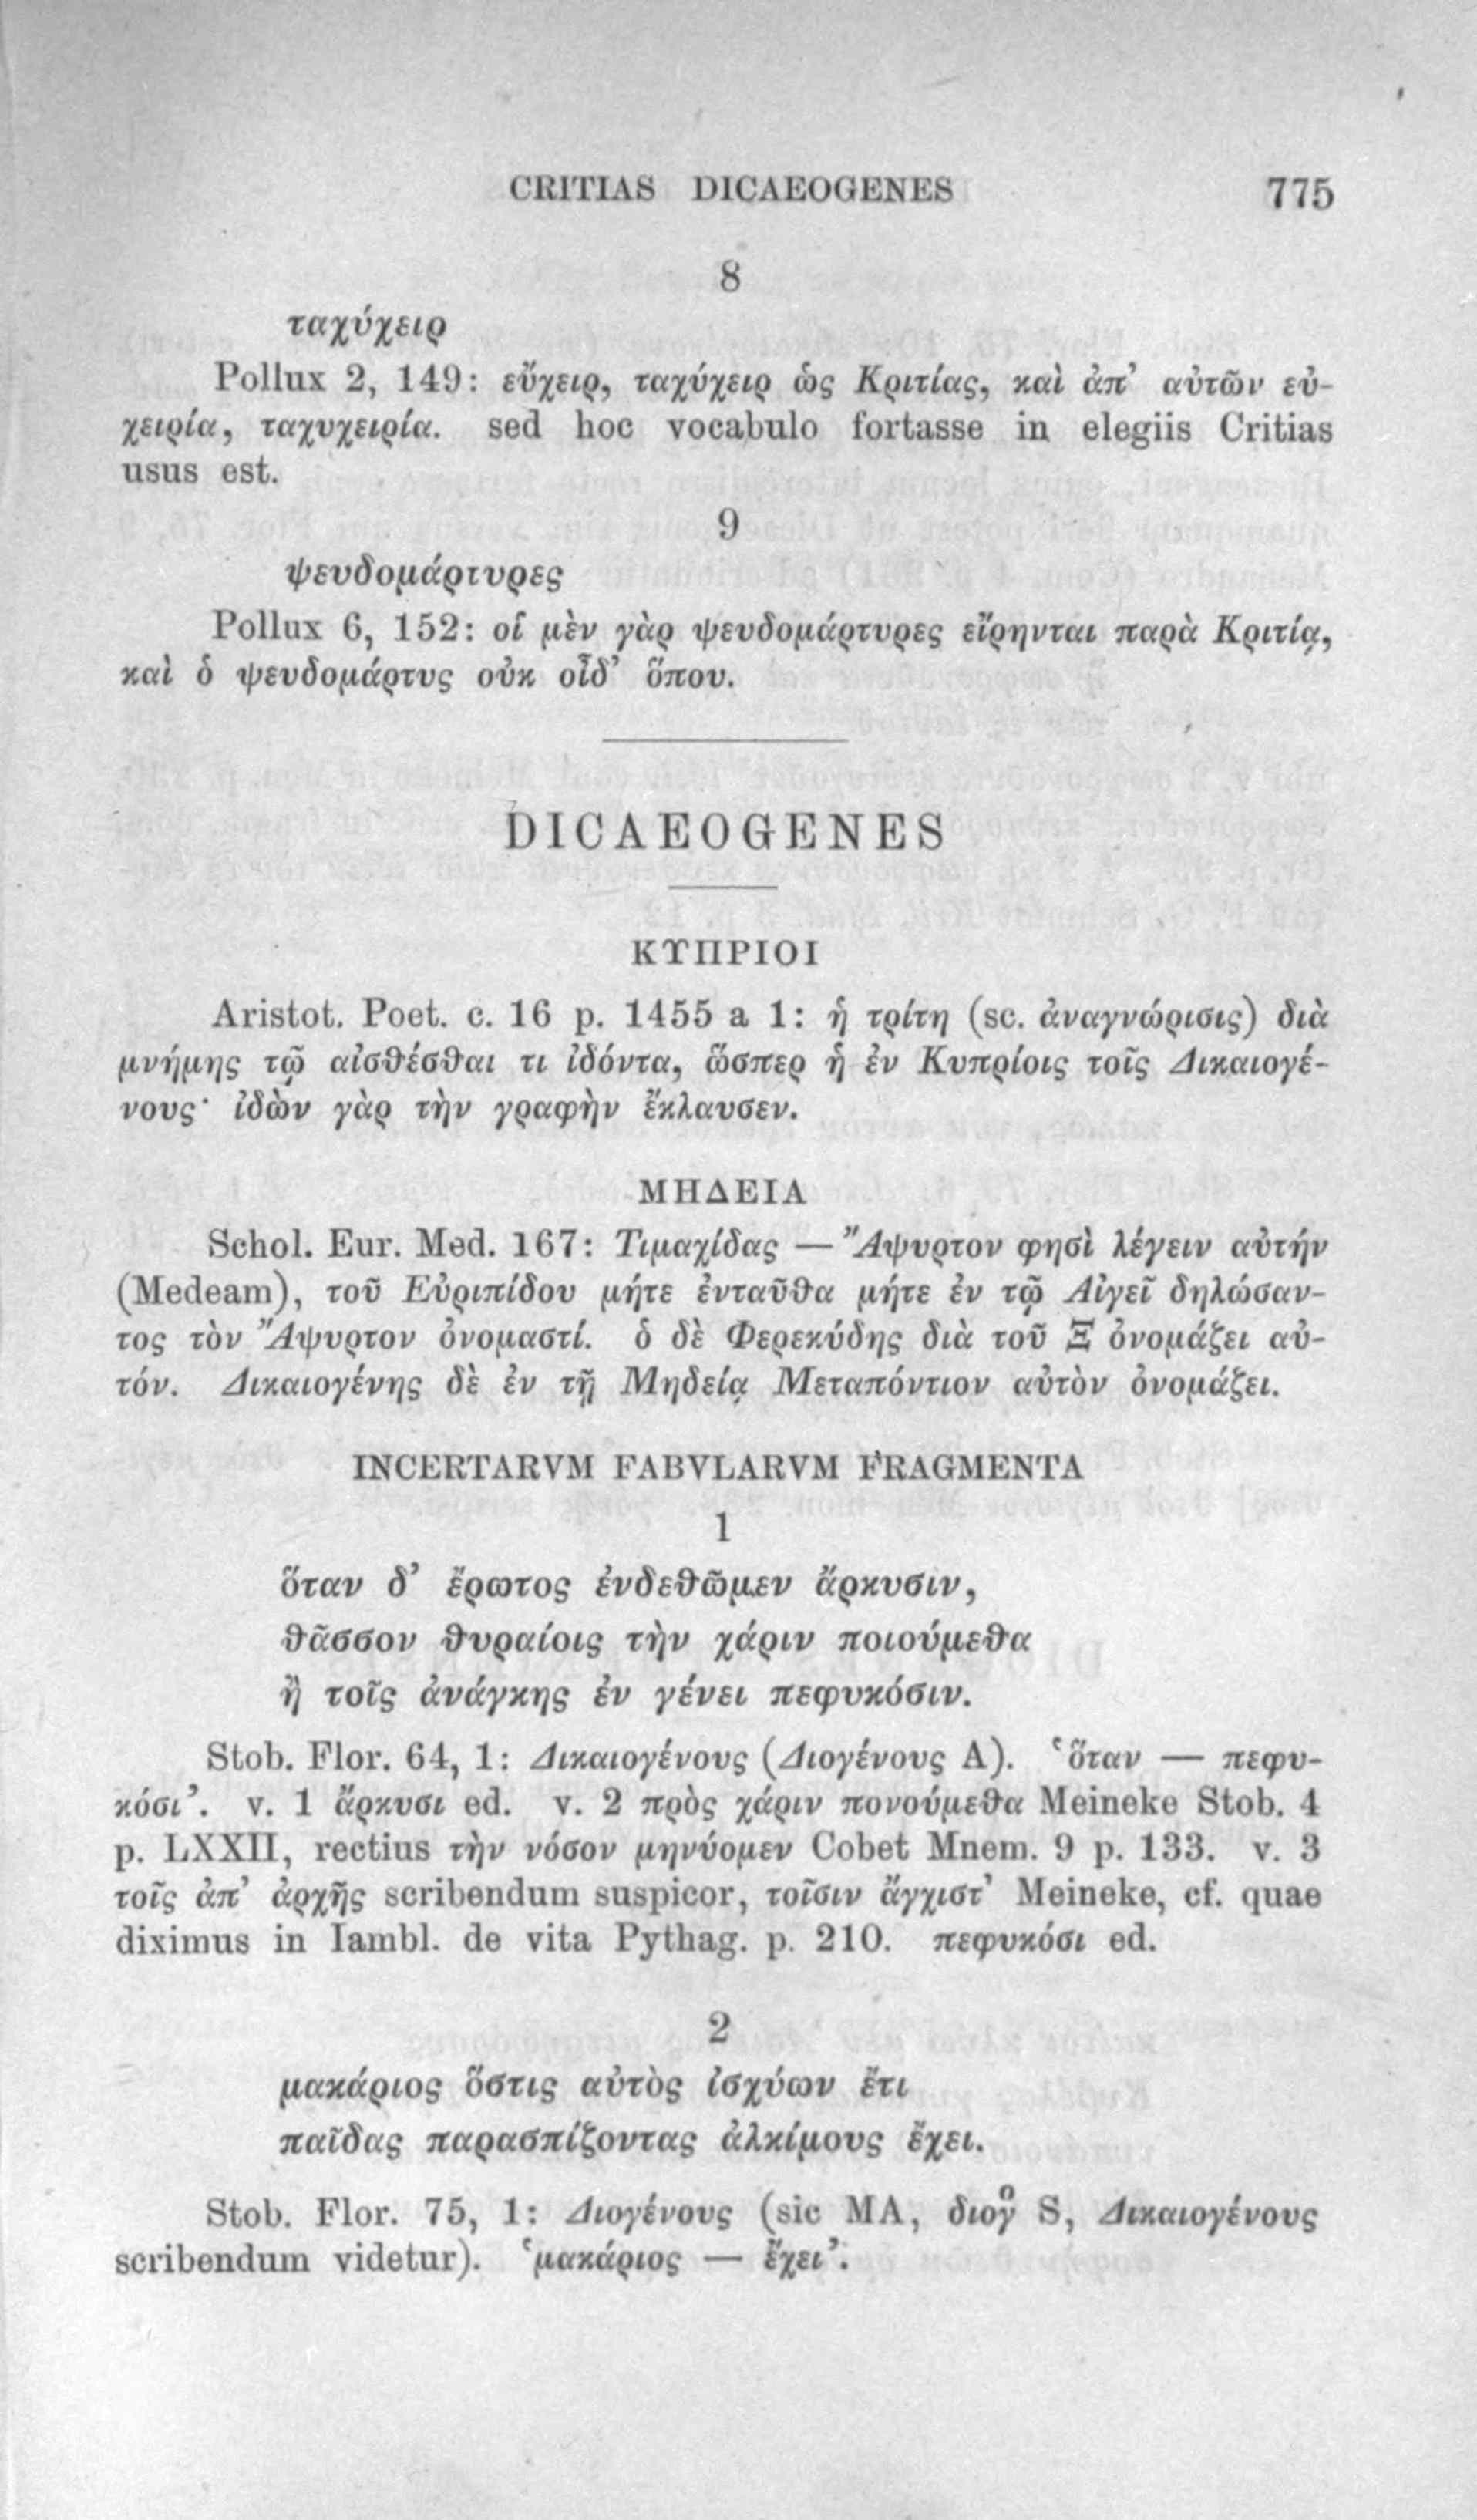 CRITIAS DICAEOGENES 775
8
ταχύχειρ
Pollux 2, 149: εὔχειρ, ταχύχειρ ὡς Κριτίας, καὶ ἀπ’ αὐτῶν εὐ-
χειρία, ταχυχειρία. sed hoc vocabulo fortasse in elegiis Critias
usus est.
9
ψευδομάρτυρες
Pollux 6, 152: οἱ μὲν γὰρ ψευδομάρτυρες εἴρηνται παρὰ Κριτίᾳ,
καὶ ὁ ψευδομάρτυς οὐκ οἶδ’ ὅπου.
DICAEOGENES
ΚΥΠΡΙΟΙ
Aristot. Poet. c. 16 p. 1455 a 1: ἡ τρίτη (sc. ἀναγνώρισις) διὰ
μνήμης τῷ αἰσθέσθαι τι ἰδόντα, ὥσπερ ἡ ἐν Κυπρίοις τοῖς Δικαιογέ-
νους· ἰδὼν γὰρ τὴν γραφὴν ἔκλαυσεν.
ΜΗΔΕΙΑ
Schol. Eur. Med. 167: Τιμαχίδας — Ἄψυρτον φησὶ λέγειν αὐτήν
(Medeam), τοῦ Εὐριπίδου μήτε ἐνταῦθα μήτε ἐν τῷ Αἰγεῖ δηλώσαν-
τος τὸν Ἄψυρτον ὀνομαστί. ὁ δὲ Φερεκύδης διὰ τοῦ Ξ ὀνομάζει αὐ-
τόν. Δικαιογένης δὲ ἐν τῇ Μηδείᾳ Μεταπόντιον αὐτὸν ὀνομάζει.
INCERTARVM FABVLARVM FRAGMENTA
1
ὅταν δ’ ἔρωτος ἐνδεθῶμεν ἄρκυσιν,
θᾶσσον θυραίοις τὴν χάριν ποιούμεθα
ἢ τοῖς ἀνάγκης ἐν γένει πεφυκόσιν.
Stob. Flor. 64, 1: Δικαιογένους (Διογένους A). ‘ὅταν — πεφυ-
κόσι’. v. 1 ἄρκυσι ed. v. 2 πρὸς χάριν πονούμεθα Meineke Stob. 4
p. LXXII, rectius τὴν νόσον μηνύομεν Cobet Mnem. 9 p. 133. v. 3
τοῖς ἀπ’ ἀρχῆς scribendum suspicor, τοῖσιν ἄγχιστ’ Meineke, cf. quae
diximus in Iambl. de vita Pythag. p. 210. πεφυκόσι ed.
2
μακάριος ὅστις αὐτὸς ἰσχύων ἔτι
παῖδας παρασπίζοντας ἀλκίμους ἔχει.
Stob. Flor. 75, 1: Διογένους (sic MA, διογ͂ S, Δικαιογένους
scribendum videtur). ‘μακάριος — ἔχει’.